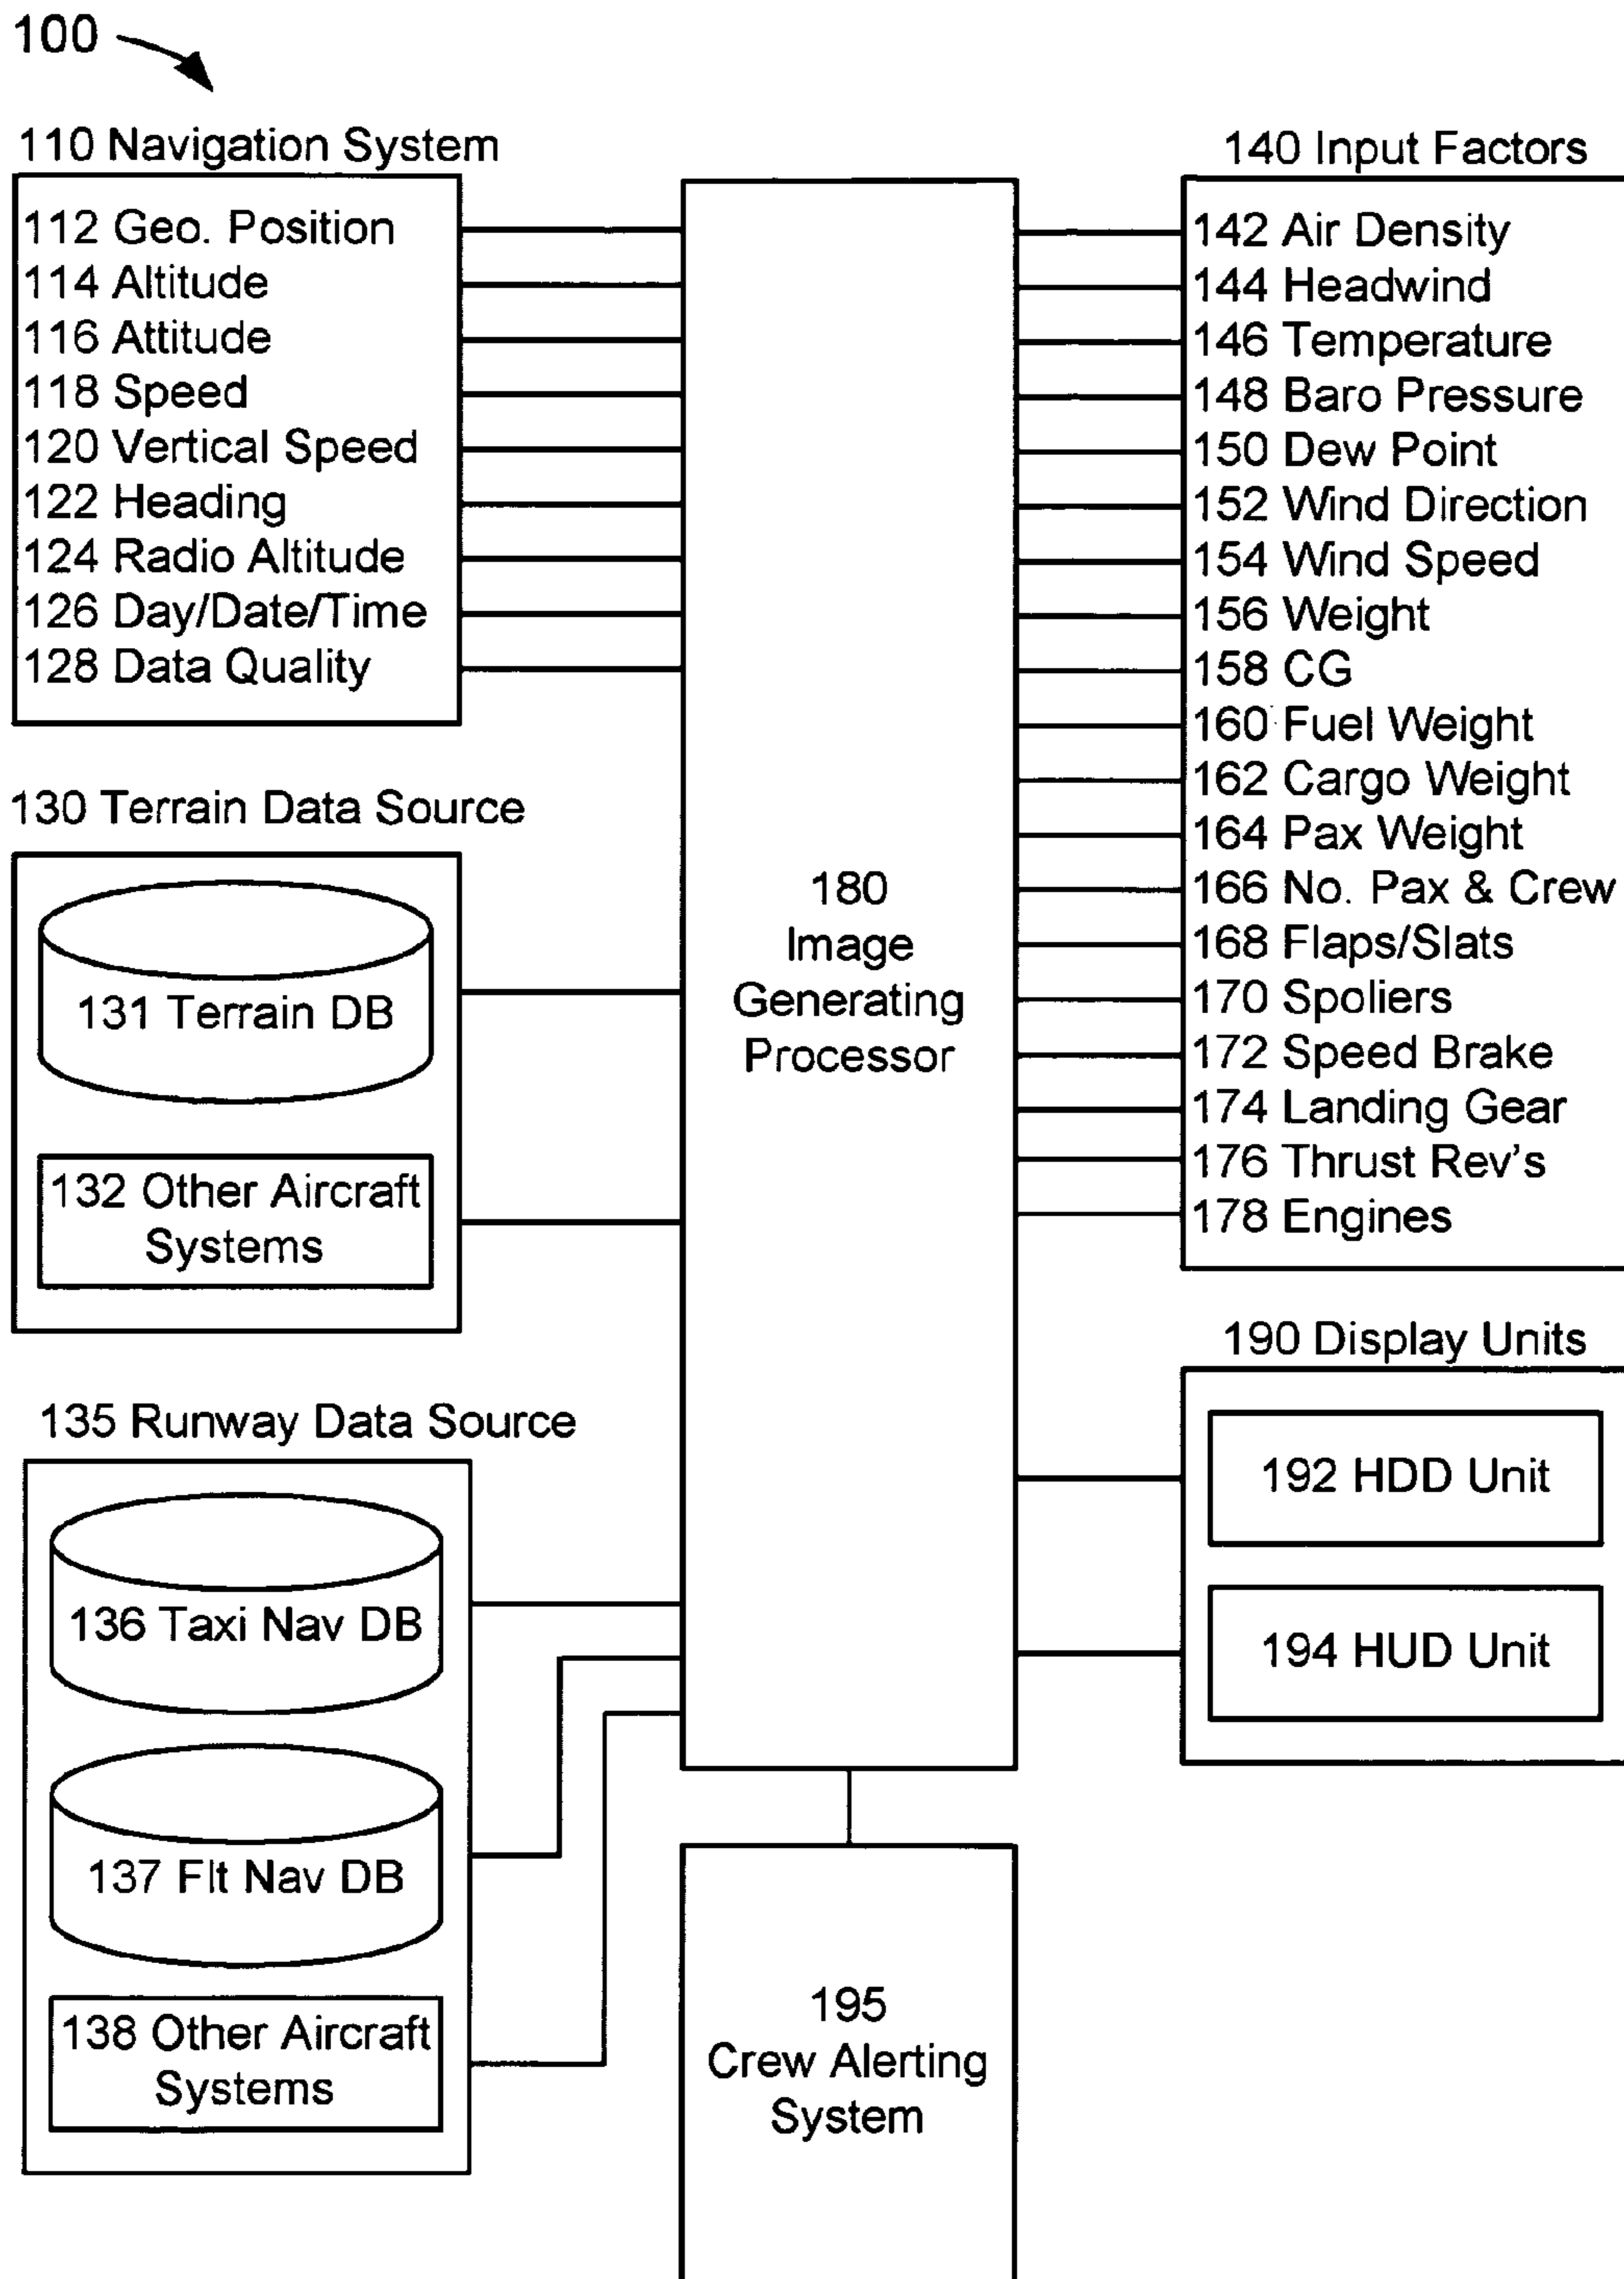 100
110 Navigation System
112 Geo. Position
114 Altitude
116 Attitude
118 Speed
120 Vertical Speed
122 Heading
124 Radio Altitude
126 Day/Date/Time
128 Data Quality
130 Terrain Data Source
131 Terrain DB
132 Other Aircraft
Systems
135 Runway Data Source
136 Taxi Nav DB
137 Flt Nav DB
138 Other Aircraft
Systems
180
Image
Generating
Processor
195
Crew Alerting
System
140 Input Factors
142 Air Density
144 Headwind
146 Temperature
148 Baro Pressure
150 Dew Point
152 Wind Direction
154 Wind Speed
156 Weight
158 CG
160 Fuel Weight
162 Cargo Weight
164 Pax Weight
166 No. Pax & Crew
168 Flaps/Slats
170 Spoliers
172 Speed Brake
174 Landing Gear
176 Thrust Rev's
178 Engines
190 Display Units
192 HDD Unit
194 HUD Unit